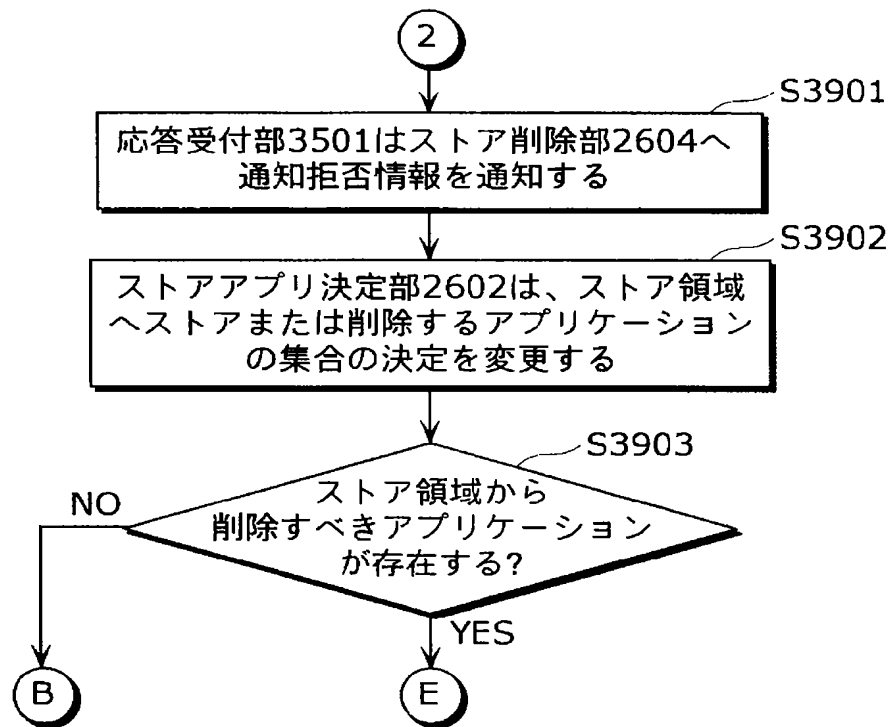 2
S3901
応答受付部3501はストア削除部2604へ
通知拒否情報を通知する
S3902
ストアアプリ決定部2602は、ストア領域
へストアまたは削除するアプリケーション
の集合の決定を変更する
S3903
ストア領域から
削除すべきアプリケーション
が存在する?
NO
YES
B
E